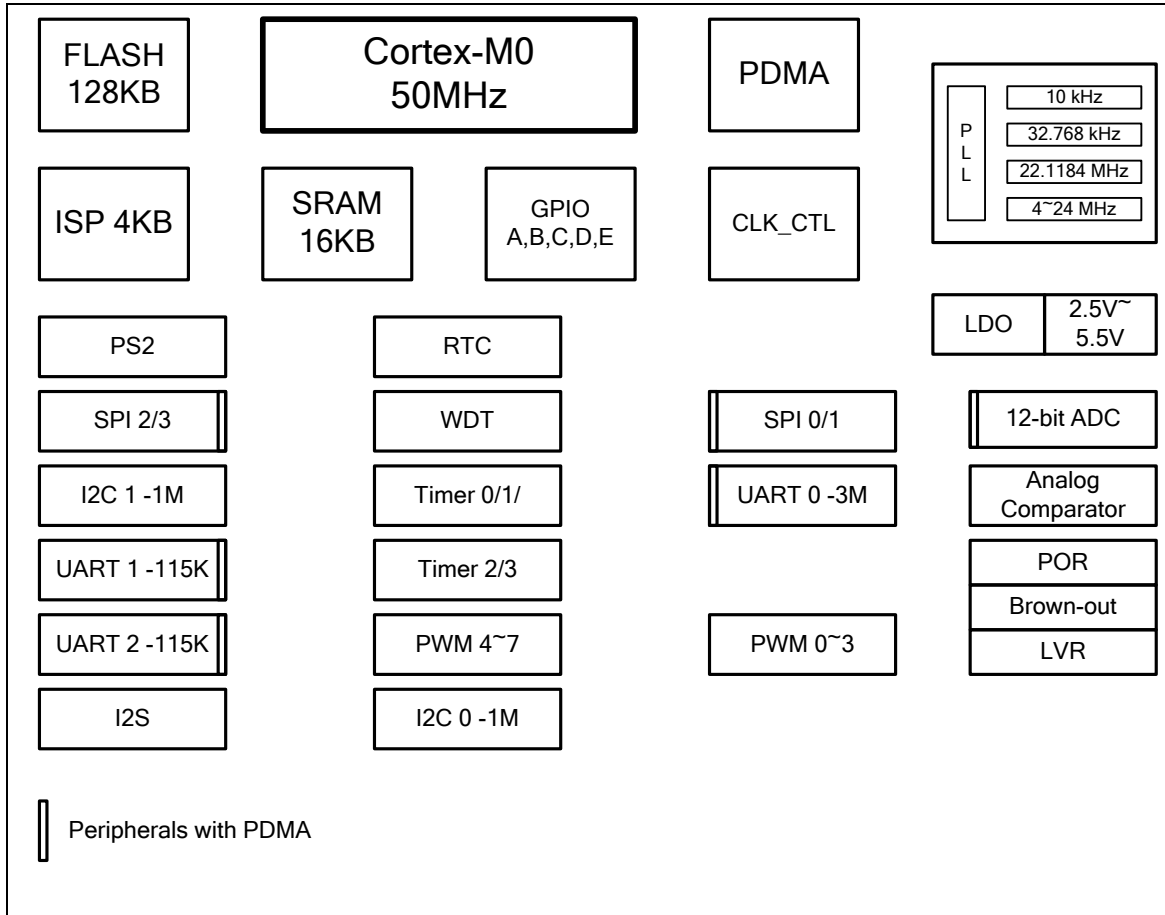 FLASH
128KB
Cortex-M0
50MHz
PDMA
P
L
L
10 kHz
32.768 kHz
22.1184 MHz
4~24 MHz
ISP 4KB
SRAM
16KB
GPIO
A,B,C,D,E
CLK_CTL
LDO
2.5V~
5.5V
PS2
RTC
SPI 2/3
WDT
SPI 0/1
12-bit ADC
I2C 1 -1M
Timer 0/1/
UART 0 -3M
Analog
Comparator
UART 1 -115K
Timer 2/3
POR
Brown-out
UART 2 -115K
PWM 4~7
PWM 0~3
LVR
I2S
I2C 0 -1M
Peripherals with PDMA